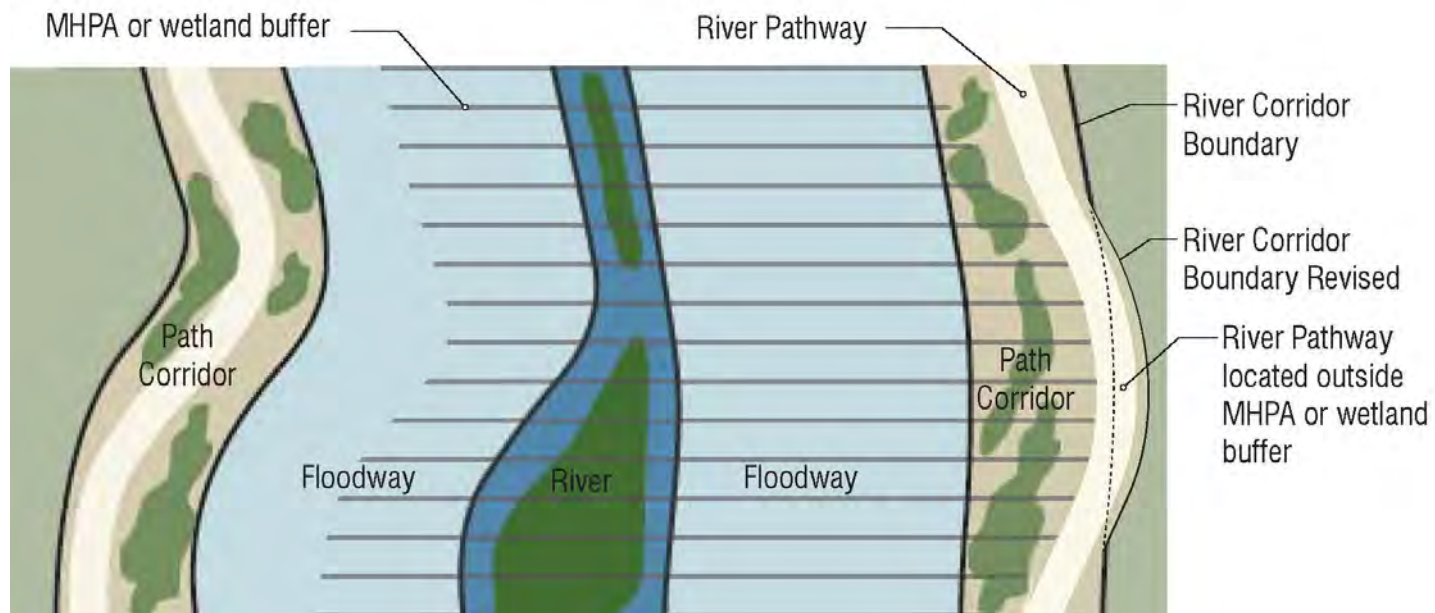 MHPA or wetland buffer
River Pathway
River Corridor
Boundary
River Corridor
Boundary Revised
River Pathway
located outside
MHPA or wetland
buffer
Path
Corridor
Path
Corridor
Floodway
River
Floodway